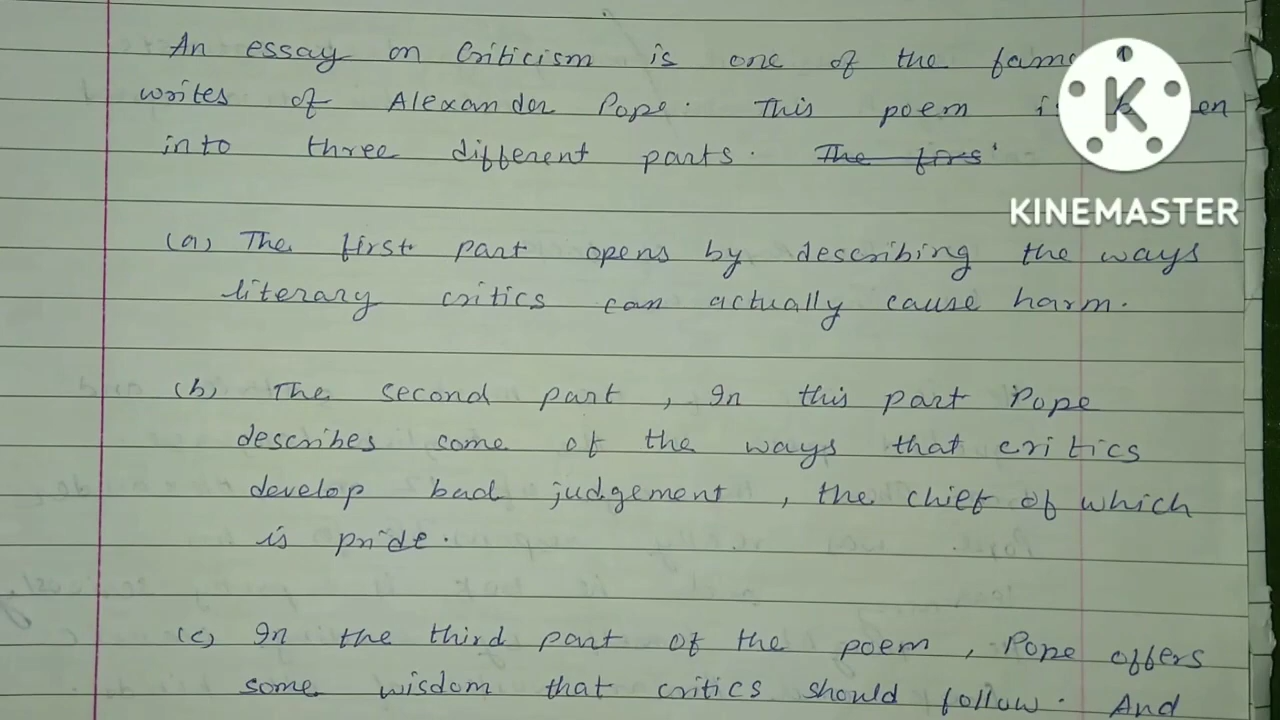 An essay on Criticism is one of the
writes of Alexander Pope. This poem
into three different parts. The firs
(a) The first part opens by describing the ways
literary critics can actually cause harm.
(b) The second part, In this part Pope
describes some of the ways that critics
develop bad judgement, the chief of which
is pride.
(c) In the third part of the poem, Pope offers
some wisdom that critics should follow. And
KINEMASTER